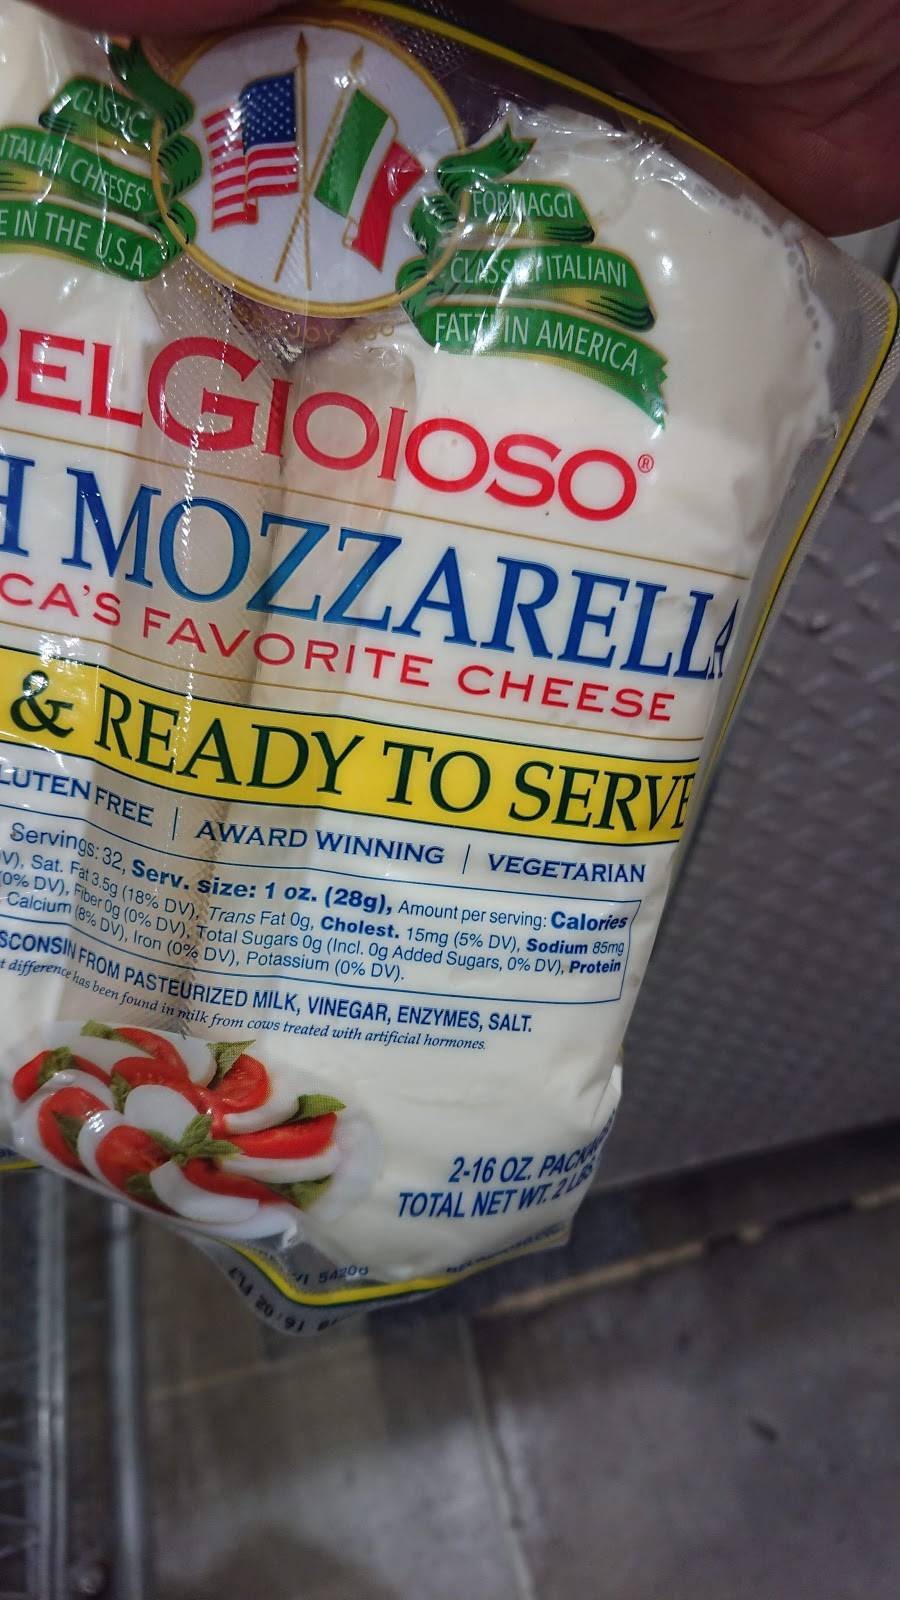 CLASSIC
ITALIAN CHEESES
E IN THE U.S.A.
FORMAGGI
CLASSICI ITALIANI
FATTI IN AMERICA
BELGIOIOSO®
H MOZZARELLA
CA'S FAVORITE CHEESE
& READY TO SERVE
LUTEN FREE | AWARD WINNING | VEGETARIAN
Servings: 32, Serv. size: 1 oz. (28g), Amount per serving: Calories
V), Sat. Fat 3.5g (18% DV), Trans Fat 0g, Cholest. 15mg (5% DV), Sodium 85mg
(0% DV), Fiber 0g (0% DV), Total Sugars 0g (Incl. 0g Added Sugars, 0% DV), Protein
Calcium (8% DV), Iron (0% DV), Potassium (0% DV).
SCONSIN FROM PASTEURIZED MILK, VINEGAR, ENZYMES, SALT.
t difference has been found in milk from cows treated with artificial hormones.
2-16 OZ. PACKA
TOTAL NET WT. 2 LBS
54208